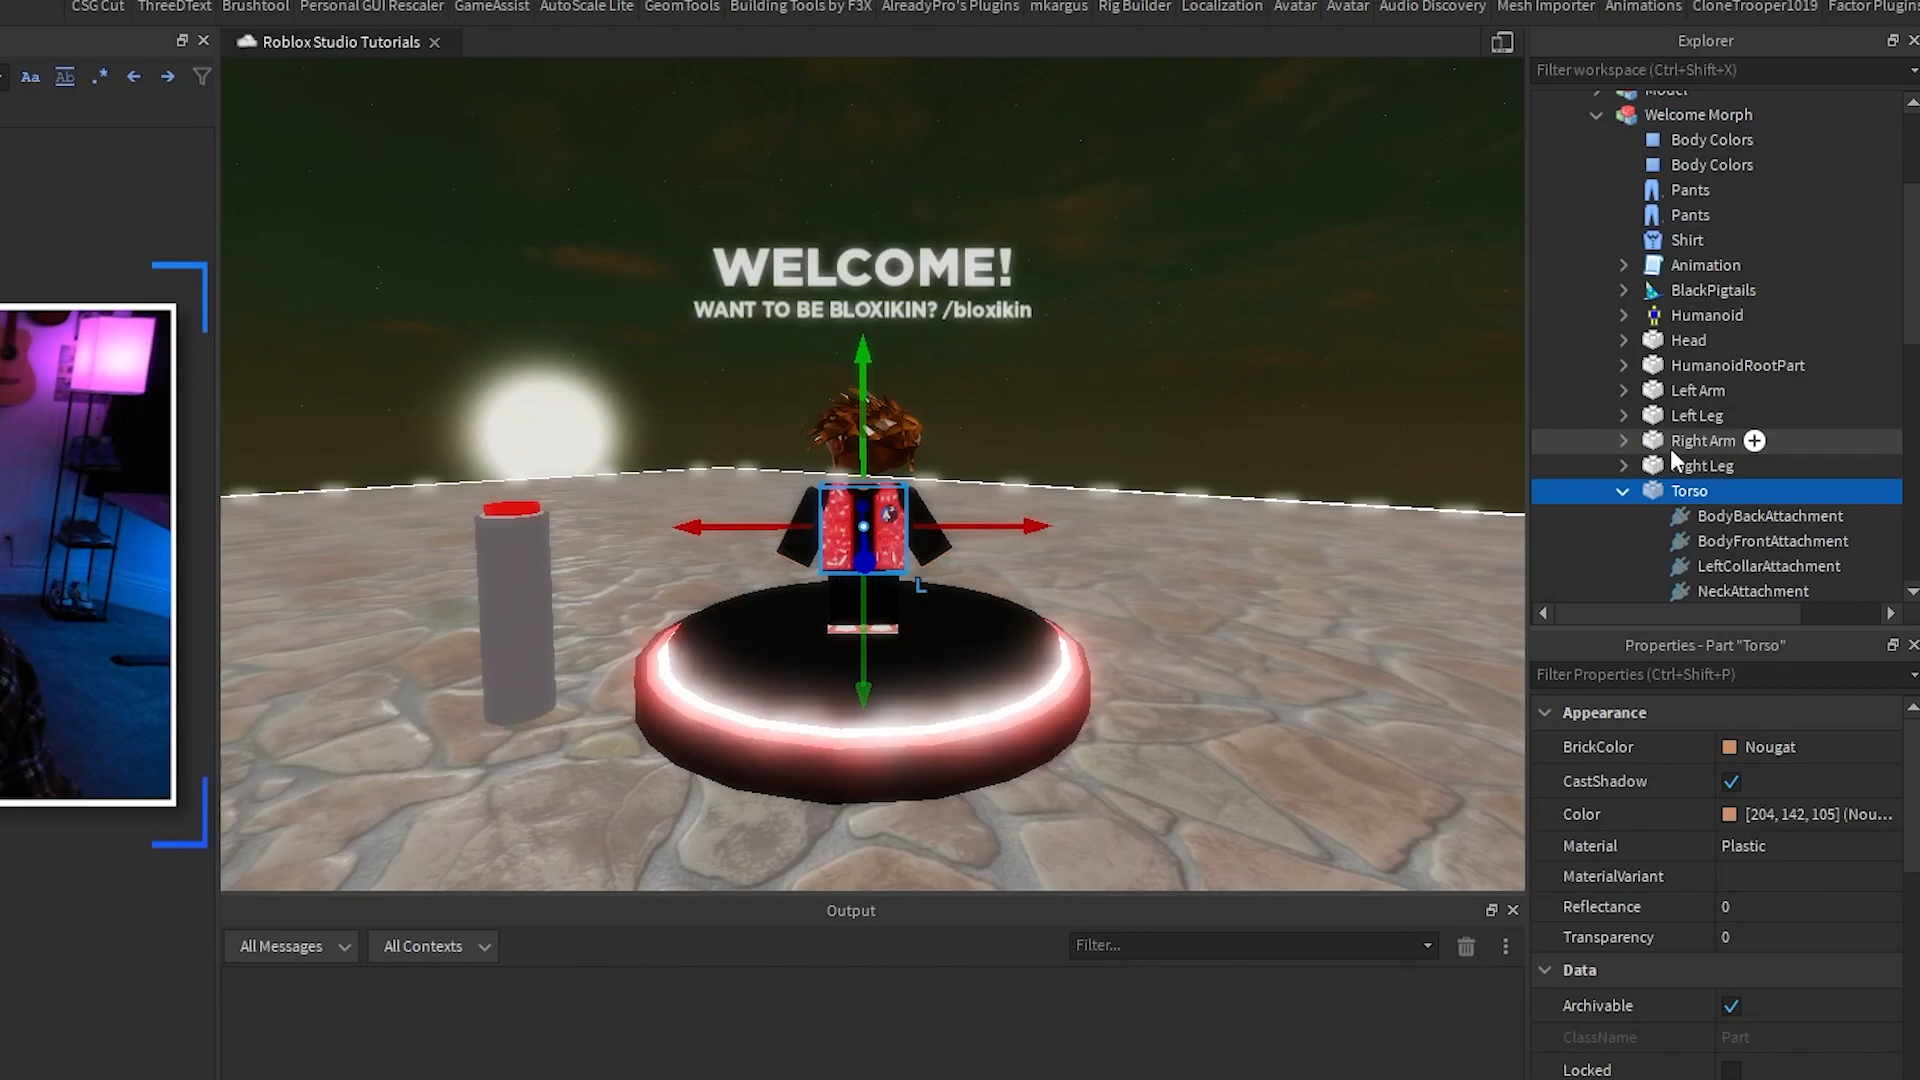 CSG Cut ThreeDText Brushtool Personal GUI Rescaler GameAssist AutoScale Lite GeomTools Building Tools by F3X AlreadyPro's Plugins mkargus Rig Builder Localization Avatar Avatar Audio Discovery Mesh Importer Animations CloneTrooper1019 Factor Plugins
Roblox Studio Tutorials
Explorer
Aa Ab .*
Filter workspace (Ctrl+Shift+X)
Model
Welcome Morph
Body Colors
Body Colors
Pants
Pants
Shirt
Animation
BlackPigtails
Humanoid
Head
HumanoidRootPart
Left Arm
Left Leg
Right Arm
Leg
Torso
BodyBackAttachment
BodyFrontAttachment
LeftCollarAttachment
NeckAttachment
WELCOME!
WANT TO BE BLOXIKIN? /bloxikin
L
Properties - Part "Torso"
Filter Properties (Ctrl+Shift+P)
Appearance
BrickColor Nougat
CastShadow
Color [204, 142, 105] (Nou...
Material Plastic
MaterialVariant
Reflectance 0
Transparency 0
Data
Archivable
ClassName Part
Locked
Output
All Messages All Contexts Filter...